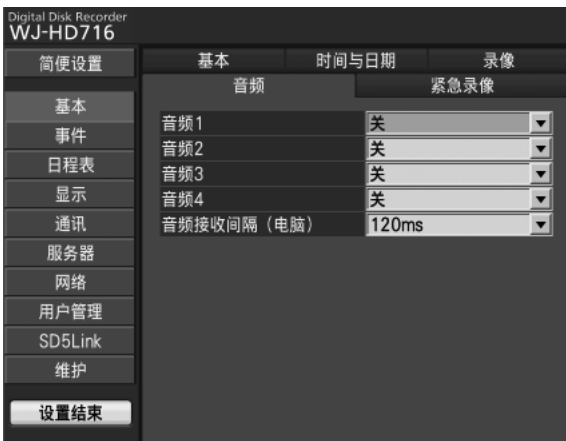 Digital Disk Recorder
WJ-HD716
简便设置
基本
事件
日程表
显示
通讯
服务器
网络
用户管理
SD5Link
维护
设置结束
基本 时间与日期 录像
音频 紧急录像
音频1 关
音频2 关
音频3 关
音频4 关
音频接收间隔（电脑） 120ms